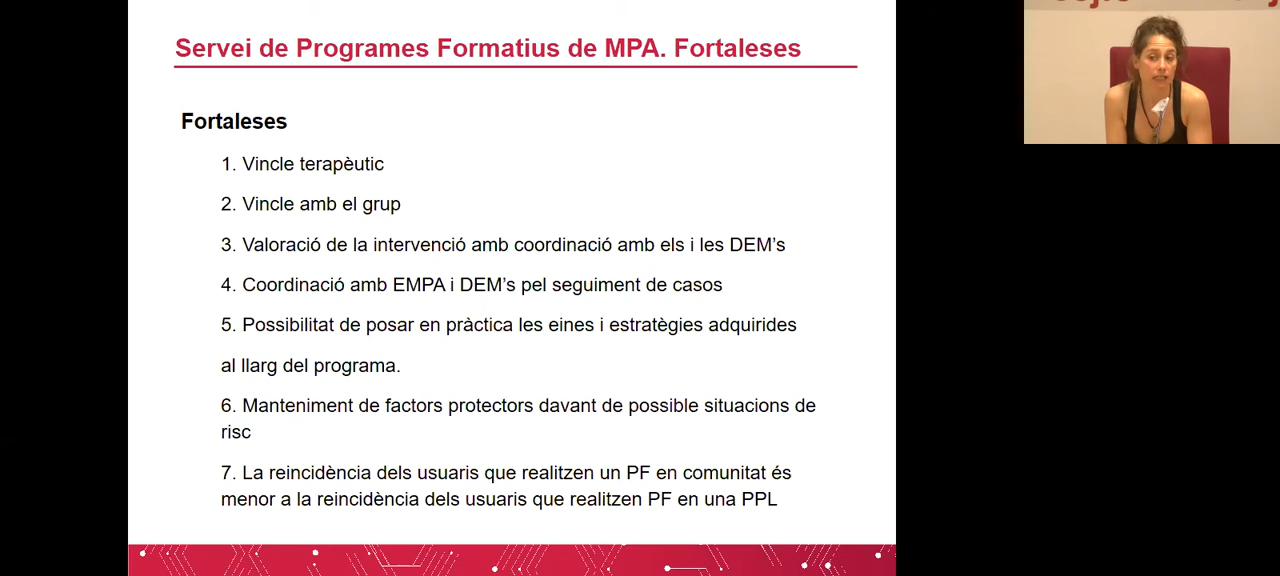 Servei de Programes Formatius de MPA. Fortaleses
Fortaleses
1. Vincle terapèutic
2. Vincle amb el grup
3. Valoració de la intervenció amb coordinació amb els i les DEM’s
4. Coordinació amb EMPA i DEM’s pel seguiment de casos
5. Possibilitat de posar en pràctica les eines i estratègies adquirides
al llarg del programa.
6. Manteniment de factors protectors davant de possible situacions de
risc
7. La reincidència dels usuaris que realitzen un PF en comunitat és
menor a la reincidència dels usuaris que realitzen PF en una PPL